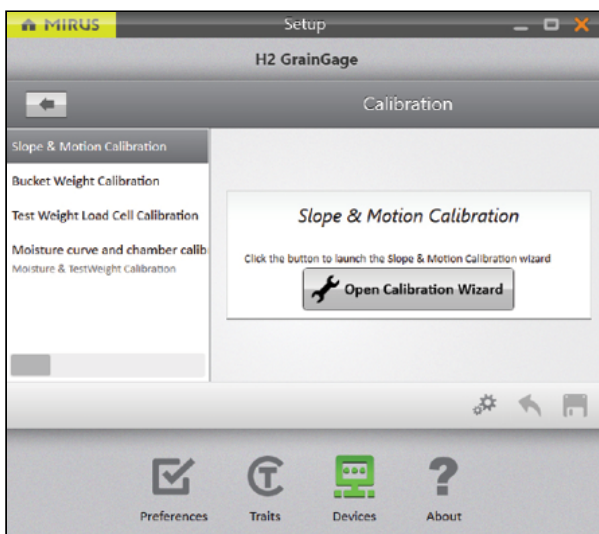 MIRUS
Setup
H2 GrainGage
Calibration
Slope & Motion Calibration
Bucket Weight Calibration
Test Weight Load Cell Calibration
Moisture curve and chamber calib
Moisture & TestWeight Calibration
Slope & Motion Calibration
Click the button to launch the Slope & Motion Calibration wizard
Open Calibration Wizard
Preferences
Traits
Devices
About